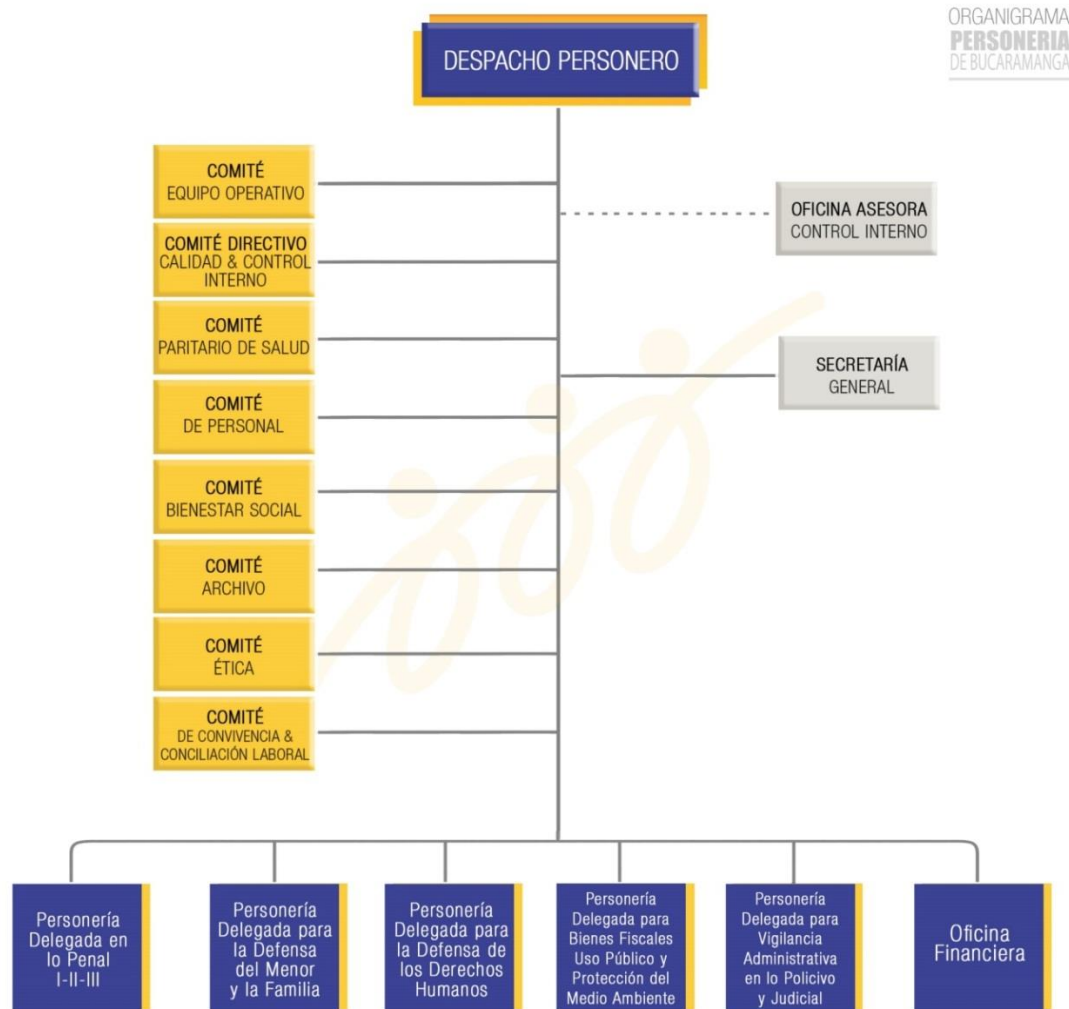 ORGANIGRAMA
PERSONERIA
DE BUCARAMANGA
DESPACHO PERSONERO
COMITÉ
EQUIPO OPERATIVO
COMITÉ DIRECTIVO
CALIDAD & CONTROL
INTERNO
COMITÉ
PARITARIO DE SALUD
COMITÉ
DE PERSONAL
COMITÉ
BIENESTAR SOCIAL
COMITÉ
ARCHIVO
COMITÉ
ÉTICA
COMITÉ
DE CONVIVENCIA &
CONCILIACIÓN LABORAL
OFICINA ASESORA
CONTROL INTERNO
SECRETARÍA
GENERAL
Personería
Delegada en
lo Penal
I-II-III
Personería
Delegada para
la Defensa
del Menor
y la Familia
Personería
Delegada para
la Defensa de
los Derechos
Humanos
Personería
Delegada para
Bienes Fiscales
Uso Público y
Protección del
Medio Ambiente
Personería
Delegada para
Vigilancia
Administrativa
en lo Policivo
y Judicial
Oficina
Financiera